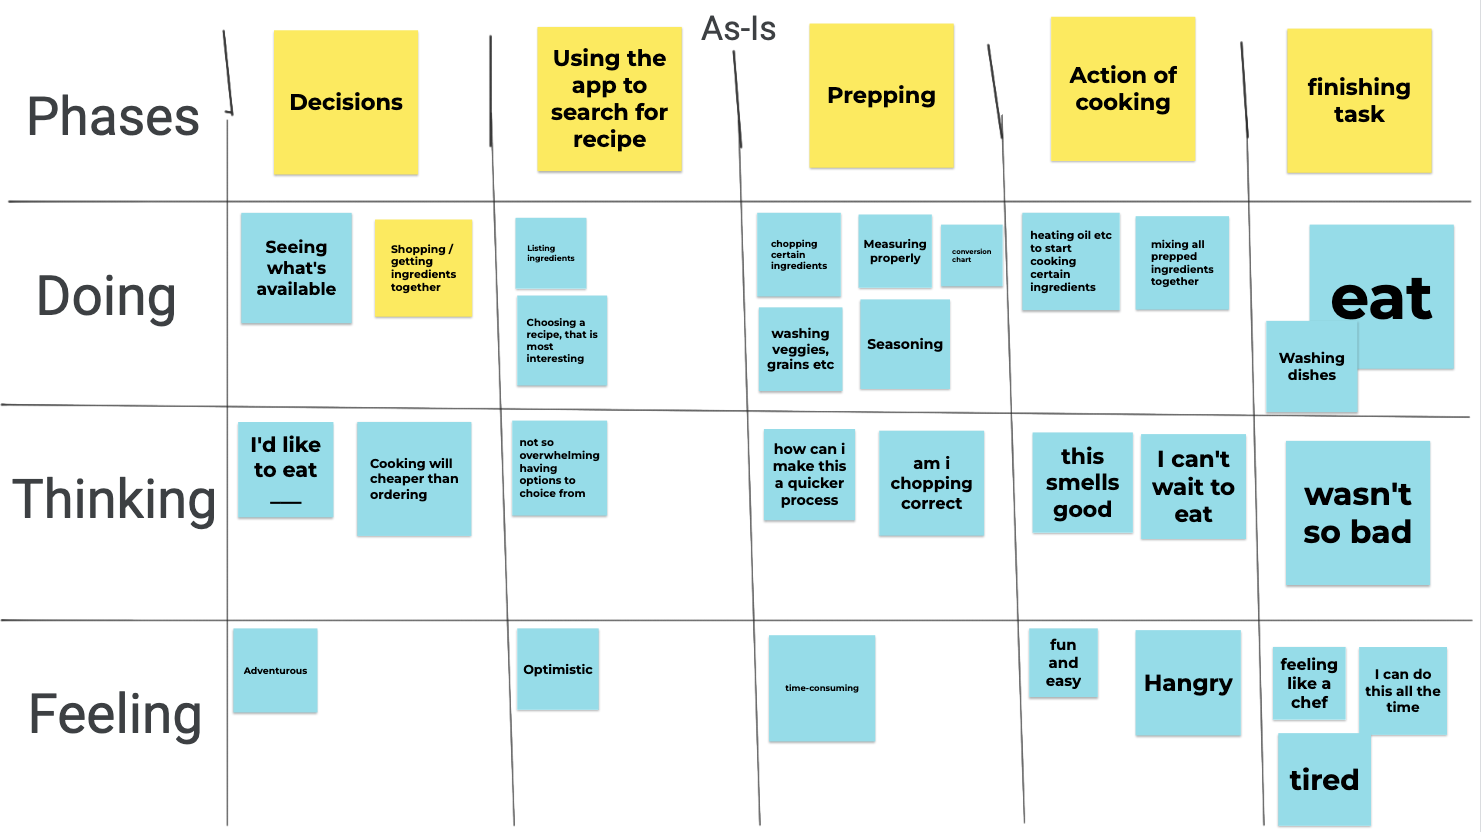 As-Is
Phases
Decisions
Using the
app to
search for
recipe
Prepping
Action of
cooking
finishing
task
Doing
Seeing
what's
available
Shopping /
getting
ingredients
together
Listing
ingredients
Choosing a
recipe, that is
most
interesting
chopping
certain
ingredients
Measuring
properly
conversion
chart
washing
veggies,
grains etc
Seasoning
heating oil etc
to start
cooking
certain
ingredients
mixing all
prepped
ingredients
together
eat
Washing
dishes
Thinking
I'd like
to eat
___
Cooking will
cheaper than
ordering
not so
overwhelming
having
options to
choice from
how can i
make this
a quicker
process
am i
chopping
correct
this
smells
good
I can't
wait to
eat
wasn't
so bad
Feeling
Adventurous
Optimistic
time-consuming
fun
and
easy
Hangry
feeling
like a
chef
I can do
this all the
time
tired